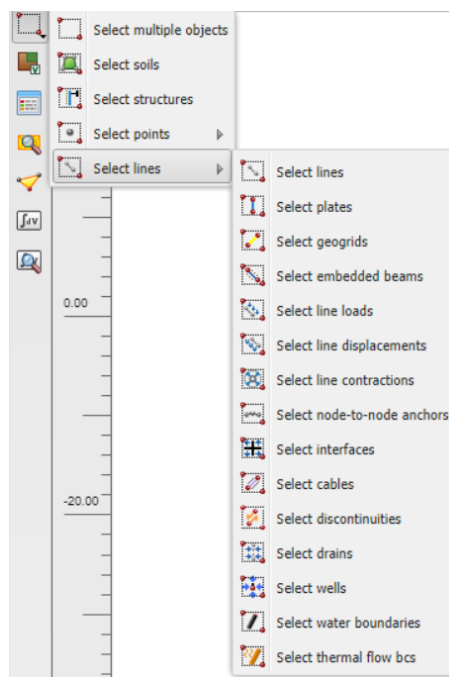 Select multiple objects
Select soils
Select structures
Select points
Select lines
Select lines
Select plates
Select geogrids
Select embedded beams
Select line loads
Select line displacements
Select line contractions
Select node-to-node anchors
Select interfaces
Select cables
Select discontinuities
Select drains
Select wells
Select water boundaries
Select thermal flow bcs
∫dV
0.00
-20.00